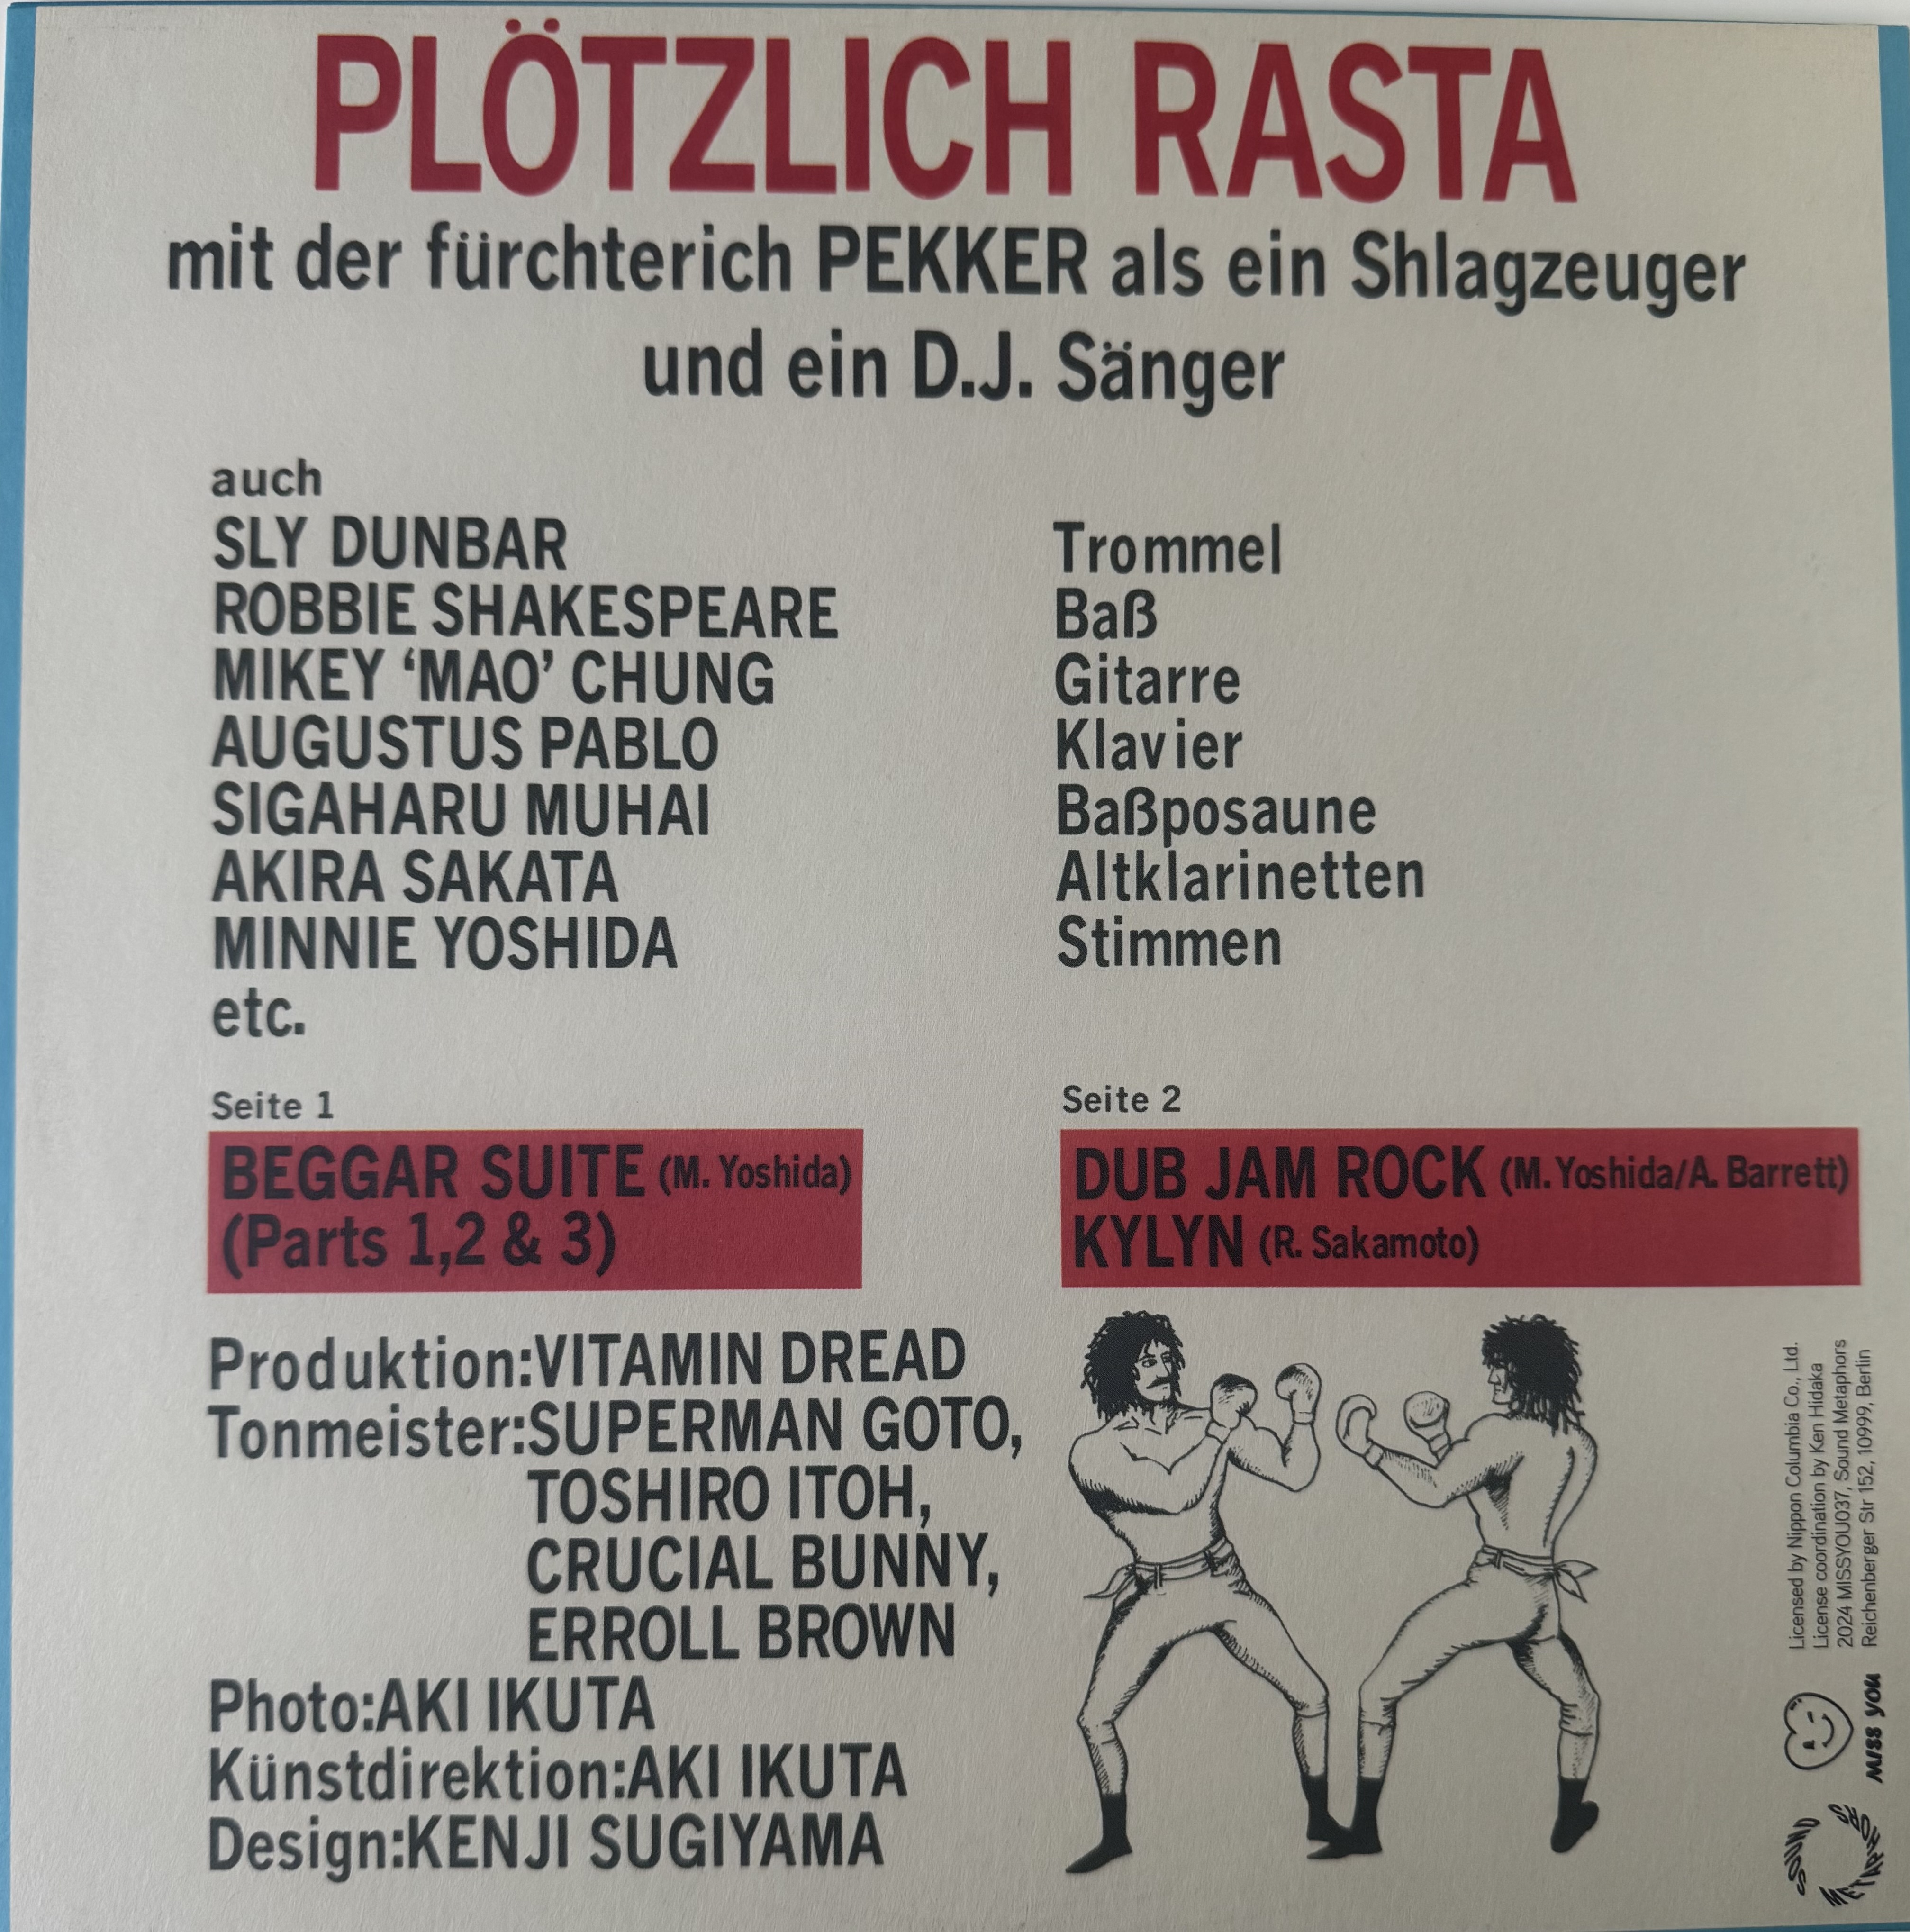 PLÖTZLICH RASTA
mit der fürchterich PEKKER als ein Shlagzeuger
und ein D.J. Sänger
auch
SLY DUNBAR Trommel
ROBBIE SHAKESPEARE Baß
MIKEY ‘MAO’ CHUNG Gitarre
AUGUSTUS PABLO Klavier
SIGAHARU MUHAI Baßposaune
AKIRA SAKATA Altklarinetten
MINNIE YOSHIDA Stimmen
etc.
Seite 1
BEGGAR SUITE (M. Yoshida)
(Parts 1,2 & 3)
Seite 2
DUB JAM ROCK (M. Yoshida/A. Barrett)
KYLYN (R. Sakamoto)
Produktion:VITAMIN DREAD
Tonmeister:SUPERMAN GOTO,
TOSHIRO ITOH,
CRUCIAL BUNNY,
ERROLL BROWN
Photo:AKI IKUTA
Künstdirektion:AKI IKUTA
Design:KENJI SUGIYAMA
Licensed by Nippon Columbia Co., Ltd.
License coordination by Ken Hidaka
2024 MISSYOU037, Sound Metaphors
Reichenberger Str 152, 10999, Berlin
MISS YOU
SOUND
METAPHORS